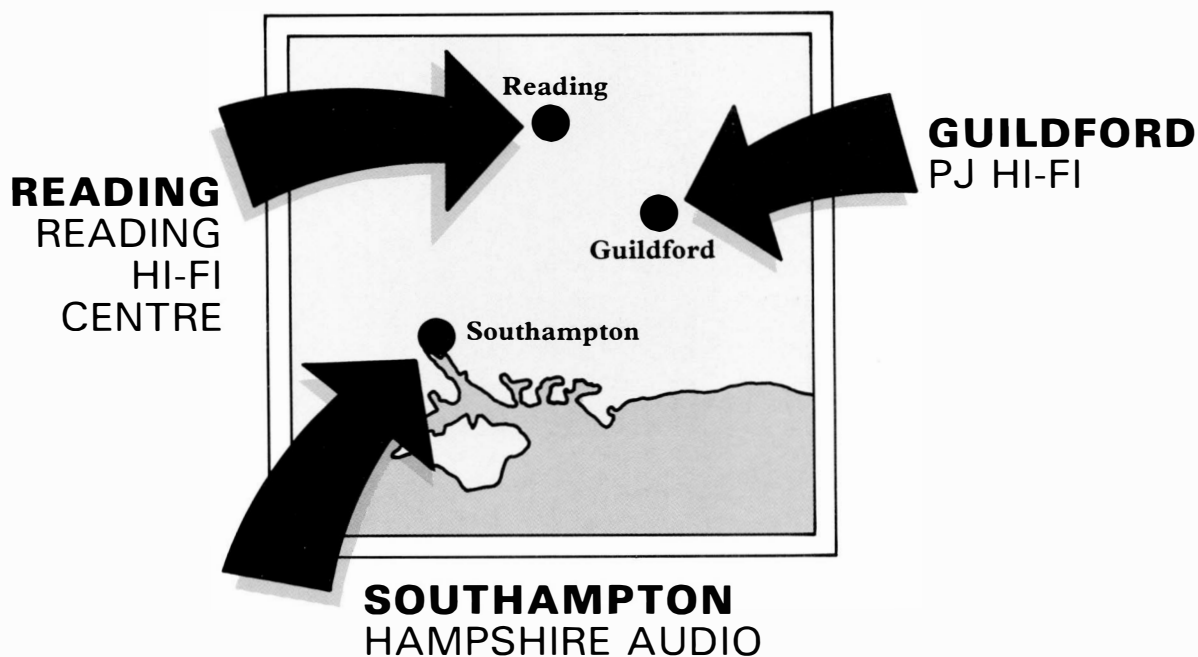 Reading
GUILDFORD
PJ HI-FI
READING
READING
HI-FI
CENTRE
Guildford
Southampton
SOUTHAMPTON
HAMPSHIRE AUDIO